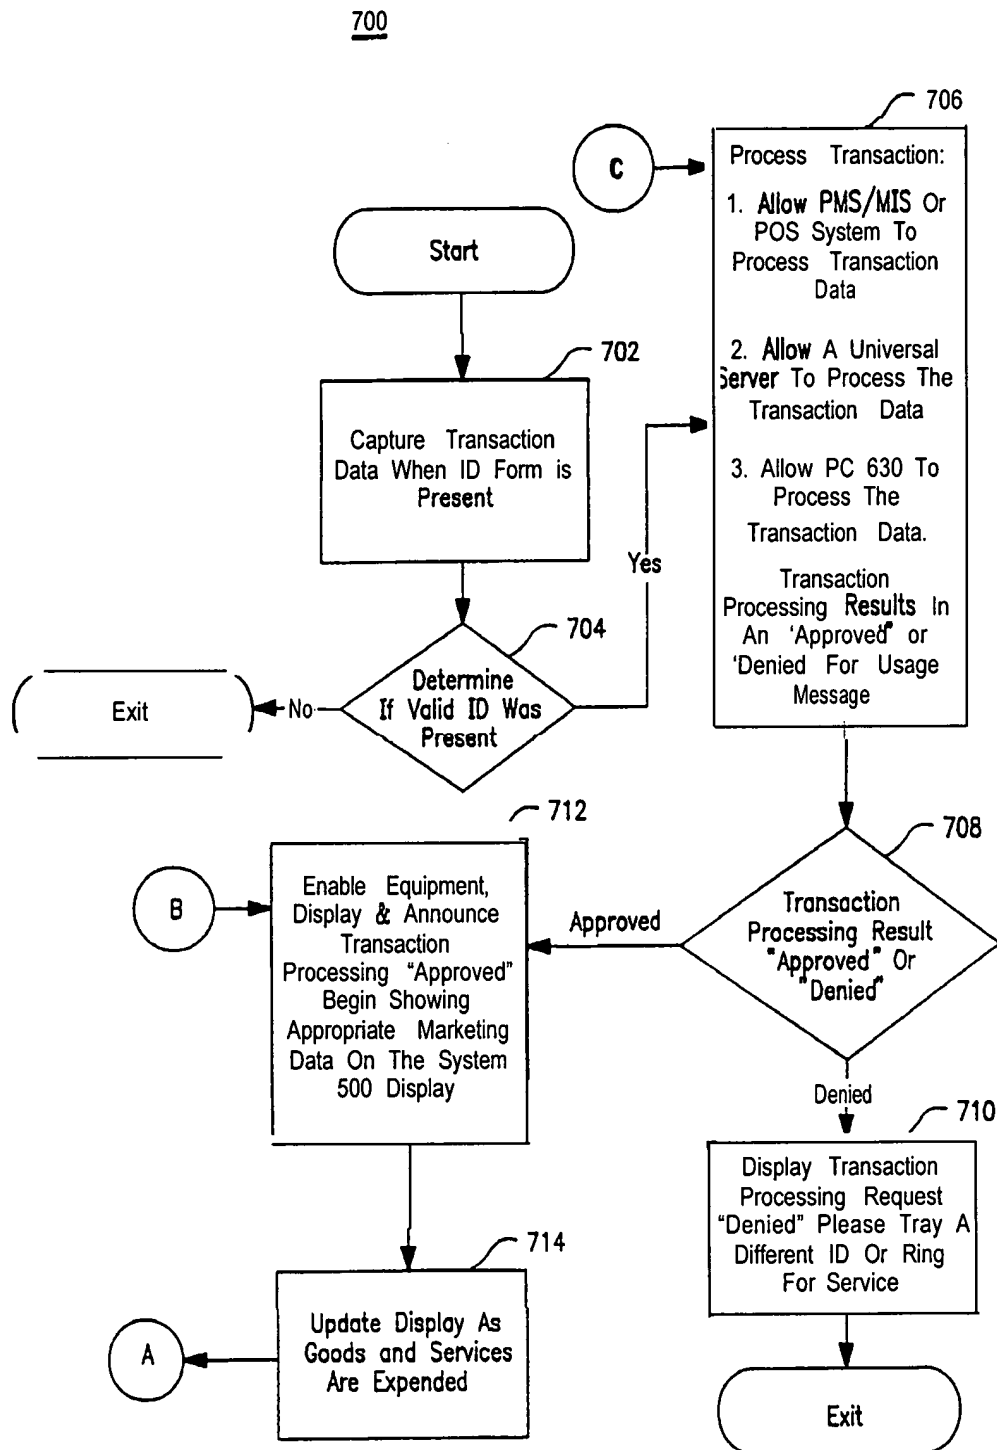 700
706
C
Process Transaction:
1. Allow PMS/MIS Or
POS System To
Process Transaction
Data
2. Allow A Universal
Server To Process The
Transaction Data
3. Allow PC 630 To
Process The
Transaction Data.
Transaction
Processing Results In
An 'Approved" or
'Denied For Usage
Message
Start
702
Capture Transaction
Data When ID Form is
Present
Yes
704
Determine
If Valid ID Was
Present
No
Exit
712
B
Enable Equipment,
Display & Announce
Transaction
Processing "Approved"
Begin Showing
Appropriate Marketing
Data On The System
500 Display
Approved
708
Transaction
Processing Result
"Approved" Or
"Denied"
Denied
710
Display Transaction
Processing Request
"Denied" Please Tray A
Different ID Or Ring
For Service
714
Update Display As
Goods and Services
Are Expended
A
Exit